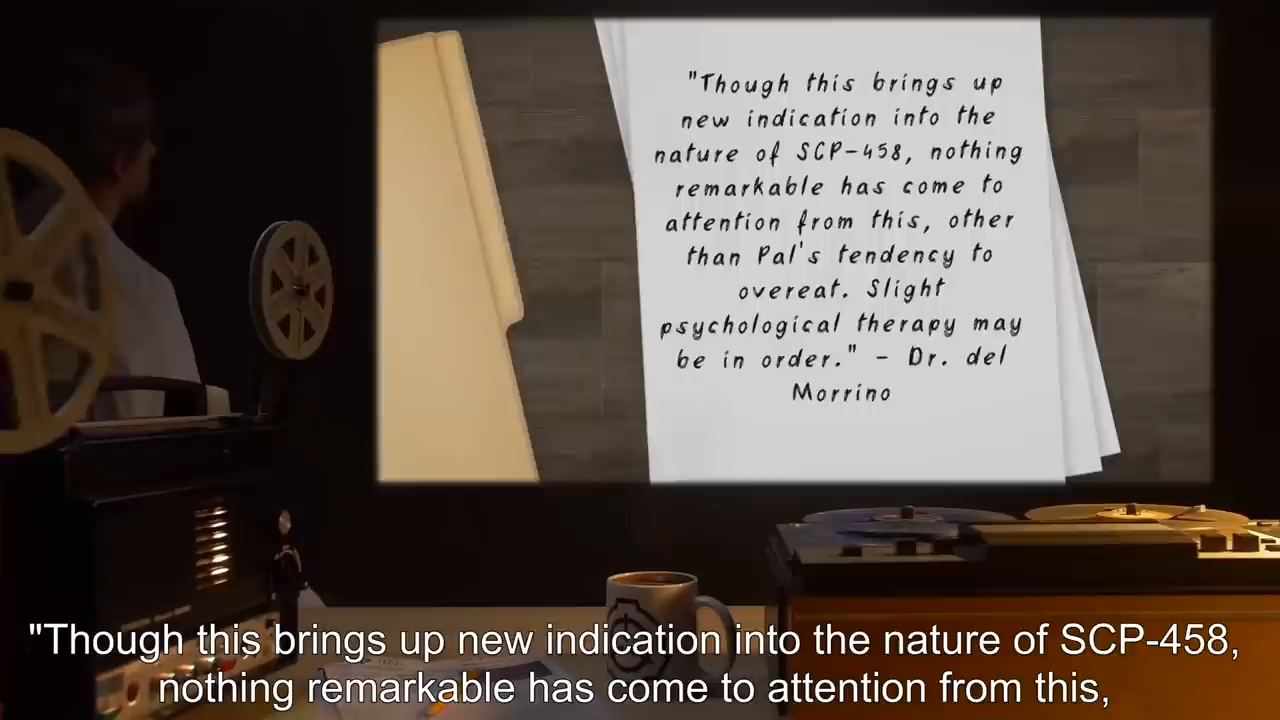 "Though this brings up
new indication into the
nature of SCP-458, nothing
remarkable has come to
attention from this, other
than Pal's tendency to
overeat. Slight
psychological therapy may
be in order." - Dr. del
Morrino
"Though this brings up new indication into the nature of SCP-458,
nothing remarkable has come to attention from this,